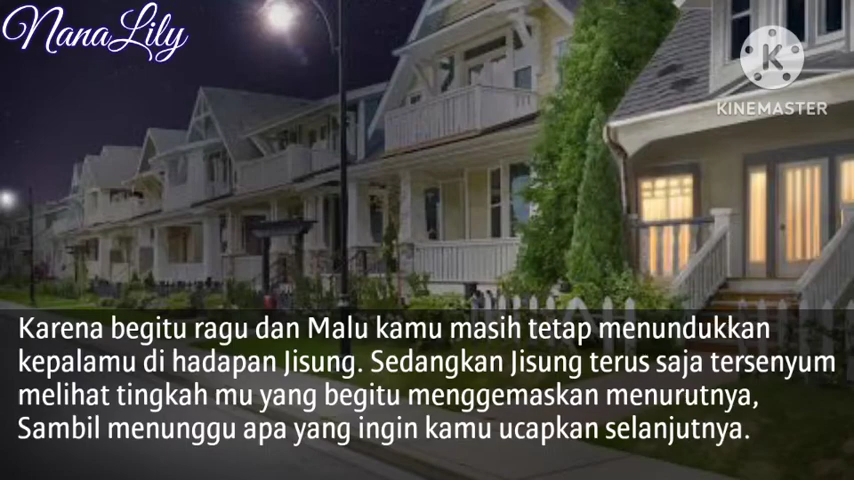 NanaLily
K
KINEMASTER
Karena begitu ragu dan Malu kamu masih tetap menundukkan
kepalamu di hadapan Jisung. Sedangkan Jisung terus saja tersenyum
melihat tingkah mu yang begitu menggemaskan menurutnya,
Sambil menunggu apa yang ingin kamu ucapkan selanjutnya.